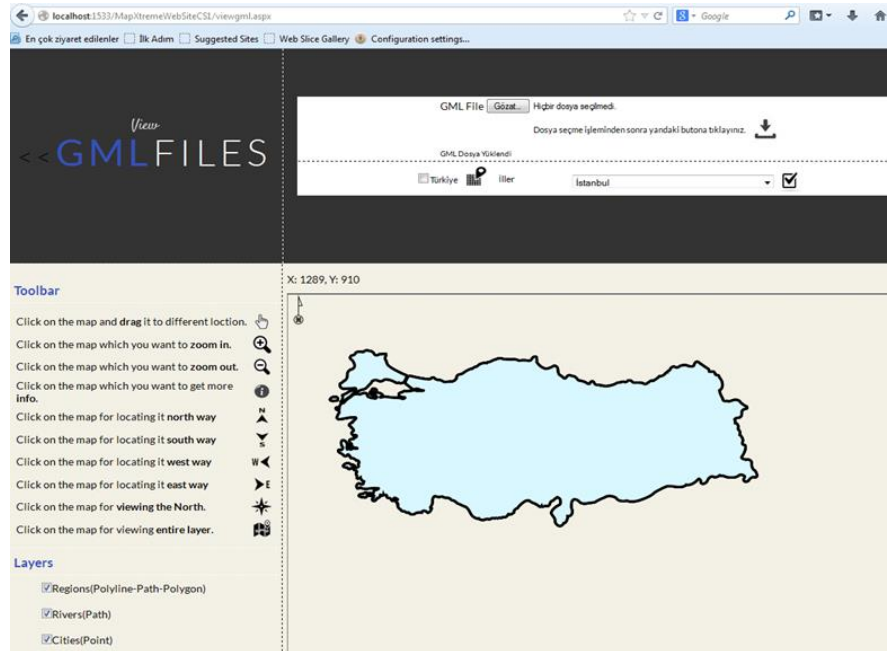 localhost:1533/MapXtremeWebSiteCS1/viewgml.aspx
Google
En çok ziyaret edilenler İlk Adım Suggested Sites Web Slice Gallery Configuration settings...
View
<<GMLFILES
GML File Gözat... Hiçbir dosya seçilmedi.
Dosya seçme işleminden sonra yandaki butona tıklayınız.
GML Dosya Yüklendi
Türkiye iller İstanbul
Toolbar
X: 1289, Y: 910
Click on the map and drag it to different loction.
Click on the map which you want to zoom in.
Click on the map which you want to zoom out.
Click on the map which you want to get more
info.
Click on the map for locating it north way
N
Click on the map for locating it south way
S
Click on the map for locating it west way W
Click on the map for locating it east way E
Click on the map for viewing the North.
Click on the map for viewing entire layer.
Layers
Regions(Polyline-Path-Polygon)
Rivers(Path)
Cities(Point)